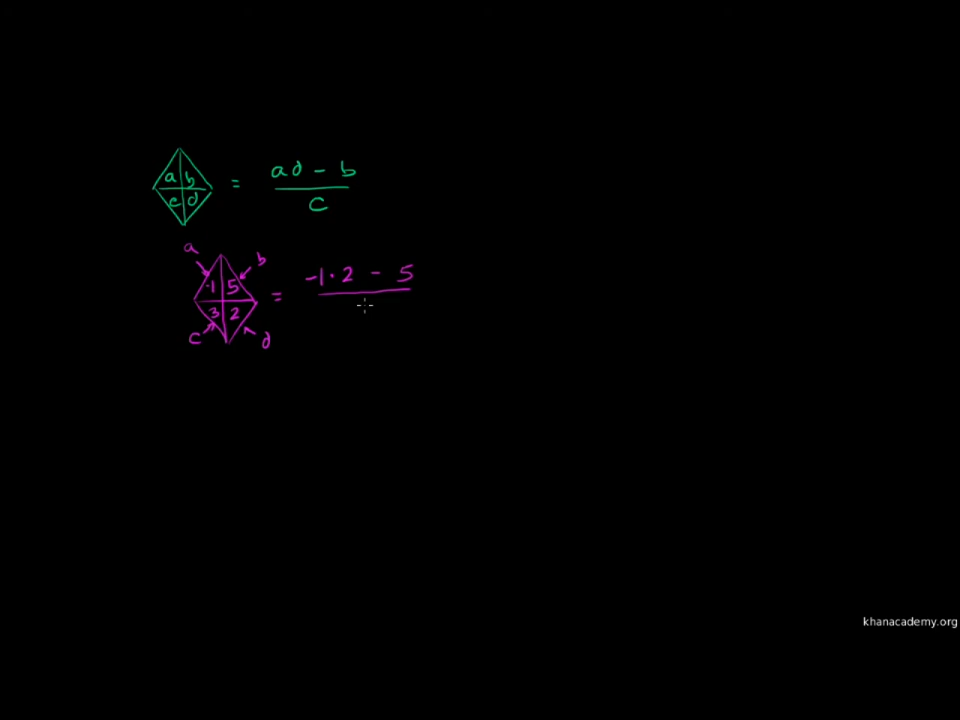 a b = ad - b
c d c
a b
-1 5 = -1 · 2 - 5
3 2
c d
khanacademy.org